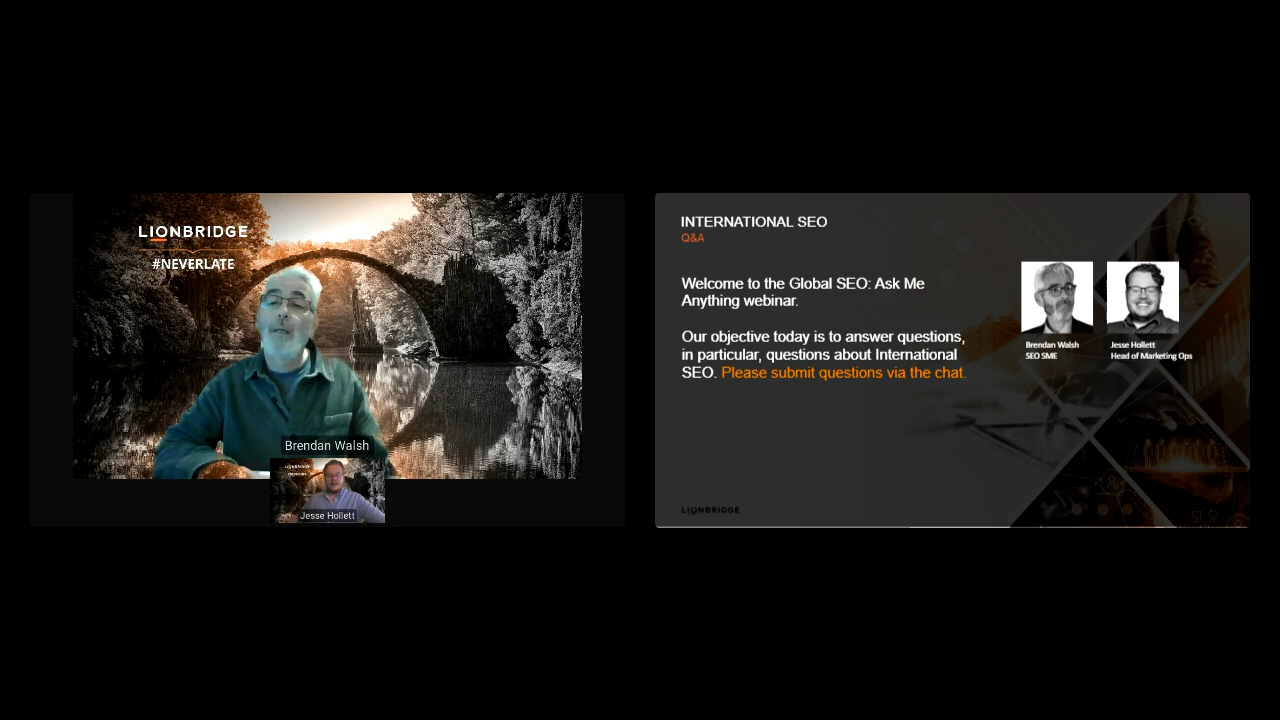 LIONBRIDGE
#NEVERLATE
Brendan Walsh
Jesse Hollett
INTERNATIONAL SEO
Q&A
Welcome to the Global SEO: Ask Me
Anything webinar.
Our objective today is to answer questions,
in particular, questions about International
SEO. Please submit questions via the chat.
Brendan Walsh
SEO SME
Jesse Hollett
Head of Marketing Ops
LIONBRIDGE